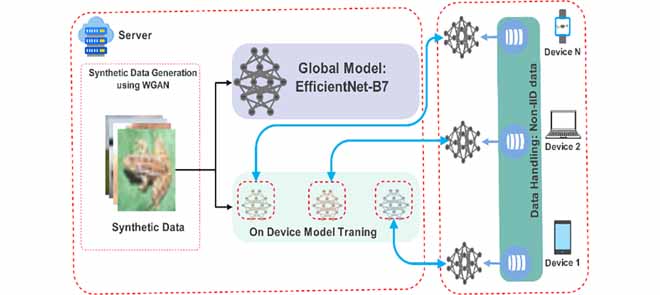 Server
Synthetic Data Generation
using WGAN
Synthetic Data
Global Model:
EfficientNet-B7
On Device Model Traning
Data Handling: Non-IID data
Device N
Device 2
Device 1